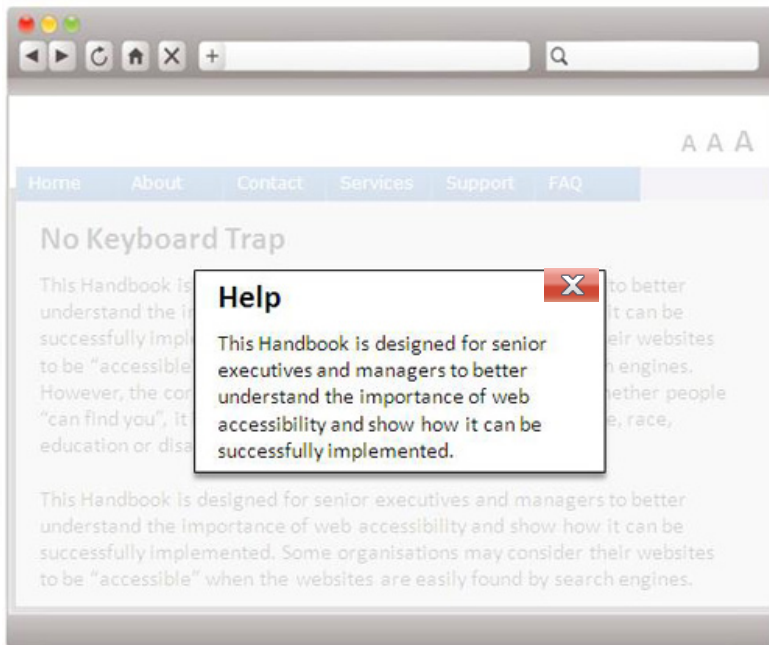 A A A
Home About Contact Services Support FAQ
No Keyboard Trap
This Handbook is to better
understand the i it can be
successfully impl eir websites
to be "accessible engines.
However, the cor hether people
"can find you", it e, race,
education or disa
Help
This Handbook is designed for senior
executives and managers to better
understand the importance of web
accessibility and show how it can be
successfully implemented.
This Handbook is designed for senior executives and managers to better
understand the importance of web accessibility and show how it can be
successfully implemented. Some organisations may consider their websites
to be "accessible" when the websites are easily found by search engines.